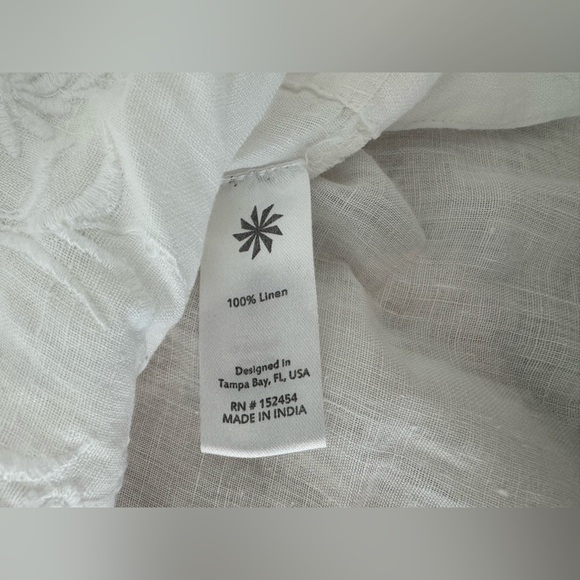 100% Linen
Designed in
Tampa Bay, FL, USA
RN # 152454
MADE IN INDIA